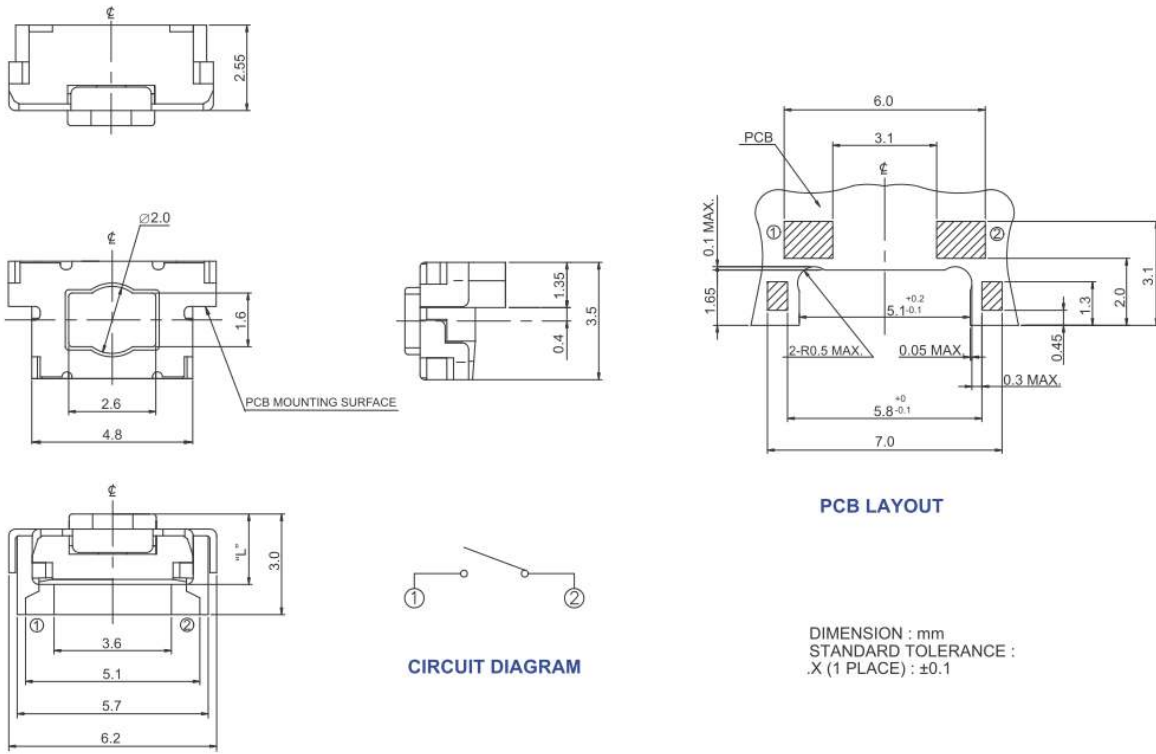 ℄
2.55
∅2.0
℄
1.6
2.6
4.8
PCB MOUNTING SURFACE
1.35
0.4
3.5
℄
"L"
3.0
① ②
3.6
5.1
5.7
6.2
① ②
CIRCUIT DIAGRAM
6.0
3.1
PCB
℄
① ②
0.1 MAX.
1.65
5.1 +0.2 -0.1
1.3
2.0
3.1
0.45
2-R0.5 MAX.
0.05 MAX.
0.3 MAX.
5.8 +0 -0.1
7.0
PCB LAYOUT
DIMENSION : mm
STANDARD TOLERANCE :
.X (1 PLACE) : ±0.1